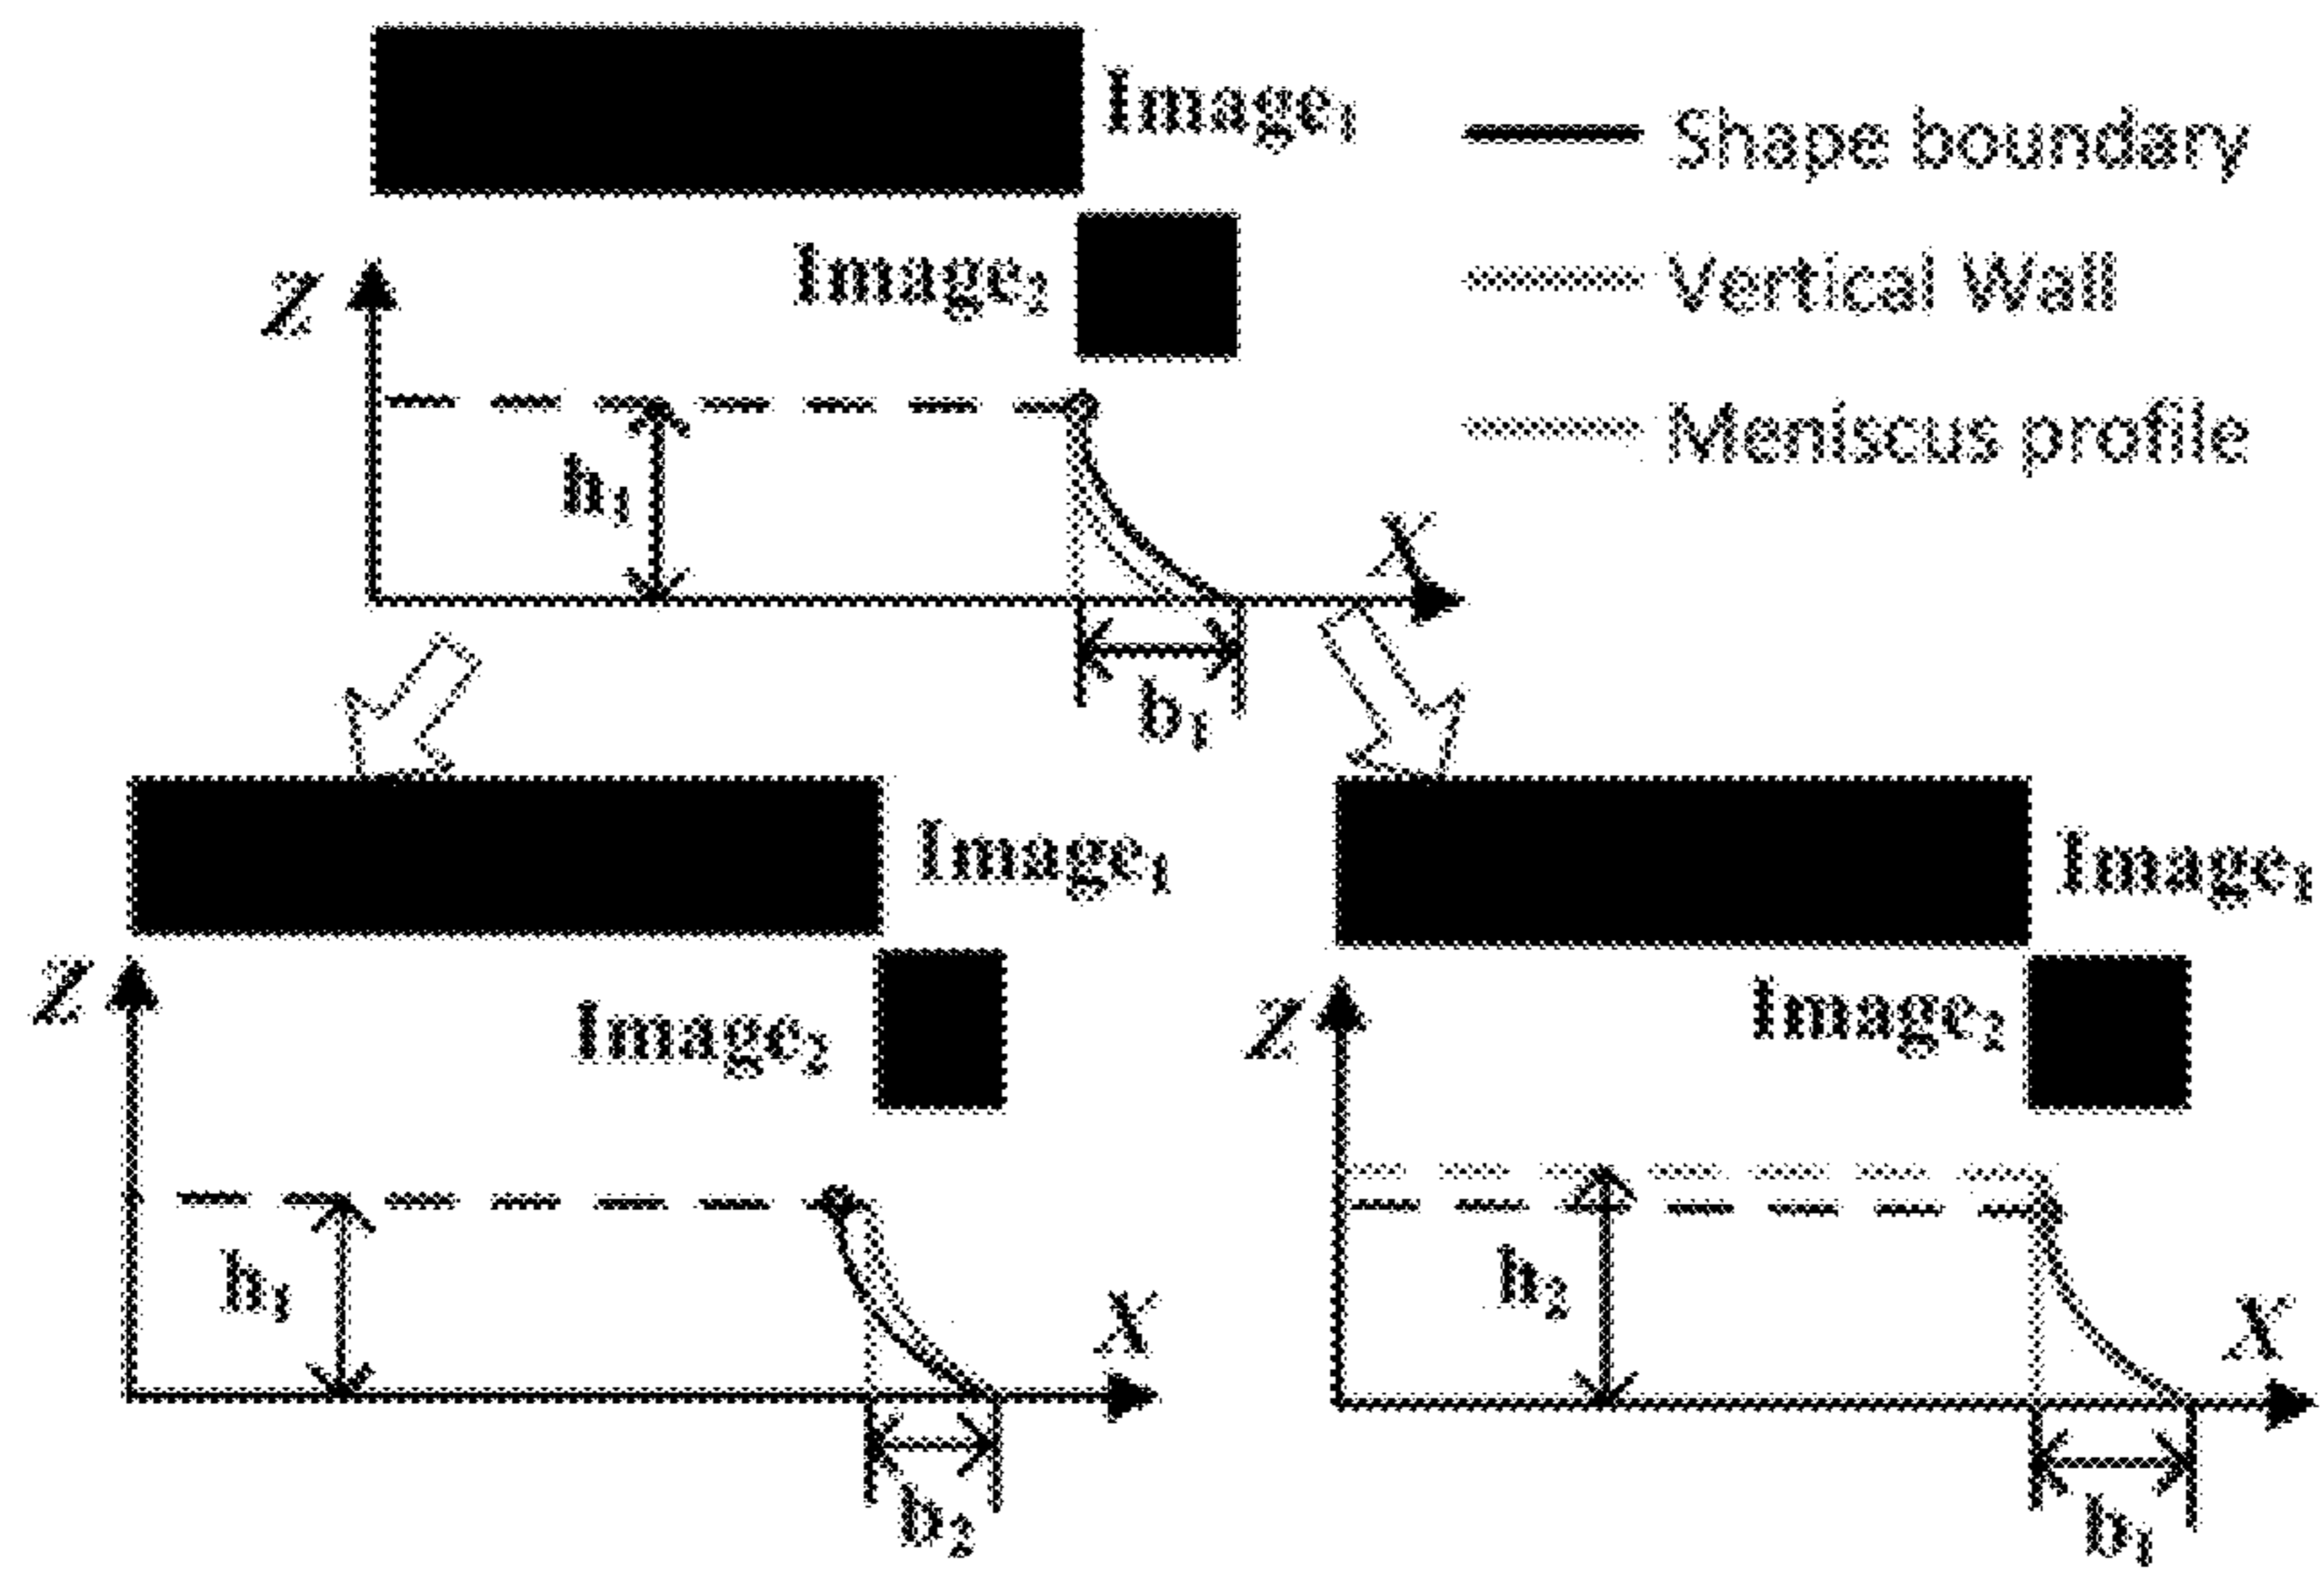 Image₁
Shape boundary
Image₂
Z
Vertical Wall
Meniscus profile
h₁
X
b₁
Image₁
Image₁
Z
Image₂
Z
Image₂
h₁
X
h₂
X
b₂
b₁